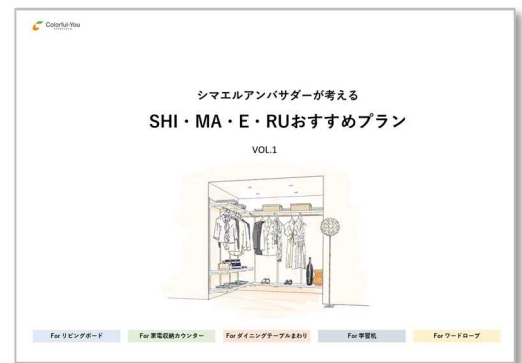 Colorful-You
シマエルアンバサダーが考える
SHI・MA・E・RUおすすめプラン
VOL.1
For リビングボード
For 家電収納カウンター
For ダイニングテーブルまわり
For 学習机
For ワードローブ